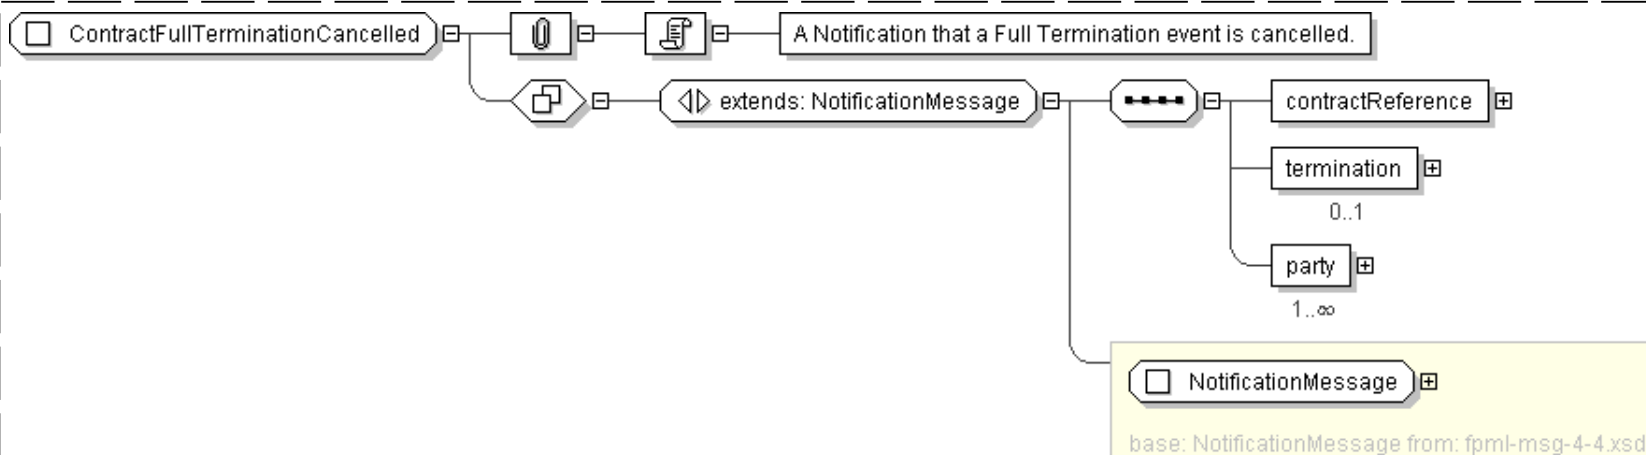 ContractFullTerminationCancelled
A Notification that a Full Termination event is cancelled.
extends: NotificationMessage
contractReference
termination
0..1
party
1..∞
NotificationMessage
base: NotificationMessage from: fpml-msg-4-4.xsd